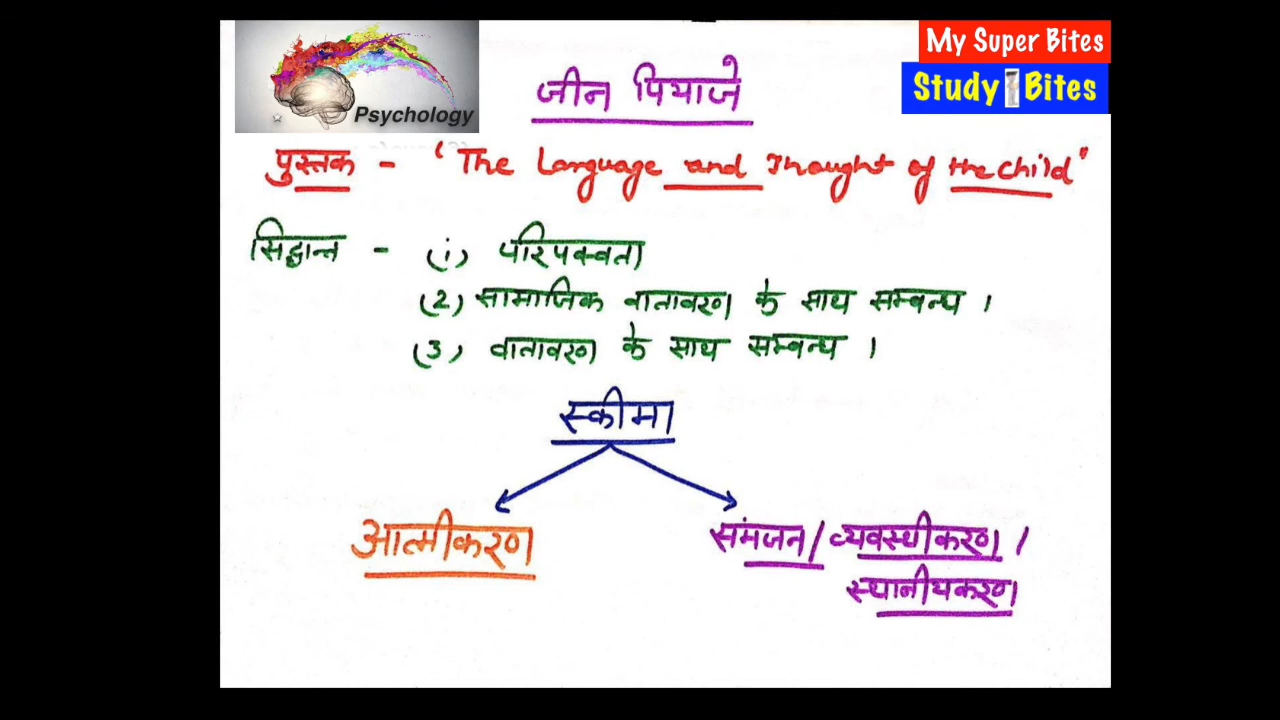 My Super Bites
Study Bites
Psychology
जीन पियाजे
पुस्तक - "The Language and Thought of the child"
सिद्धान्त - (i) परिपक्वता
(2) सामाजिक वातावरण के साथ सम्बन्ध ।
(3) वातावरण के साथ सम्बन्ध ।
स्कीमा
आत्मीकरण
समंजन / व्यवस्थीकरण /
स्थानीयकरण